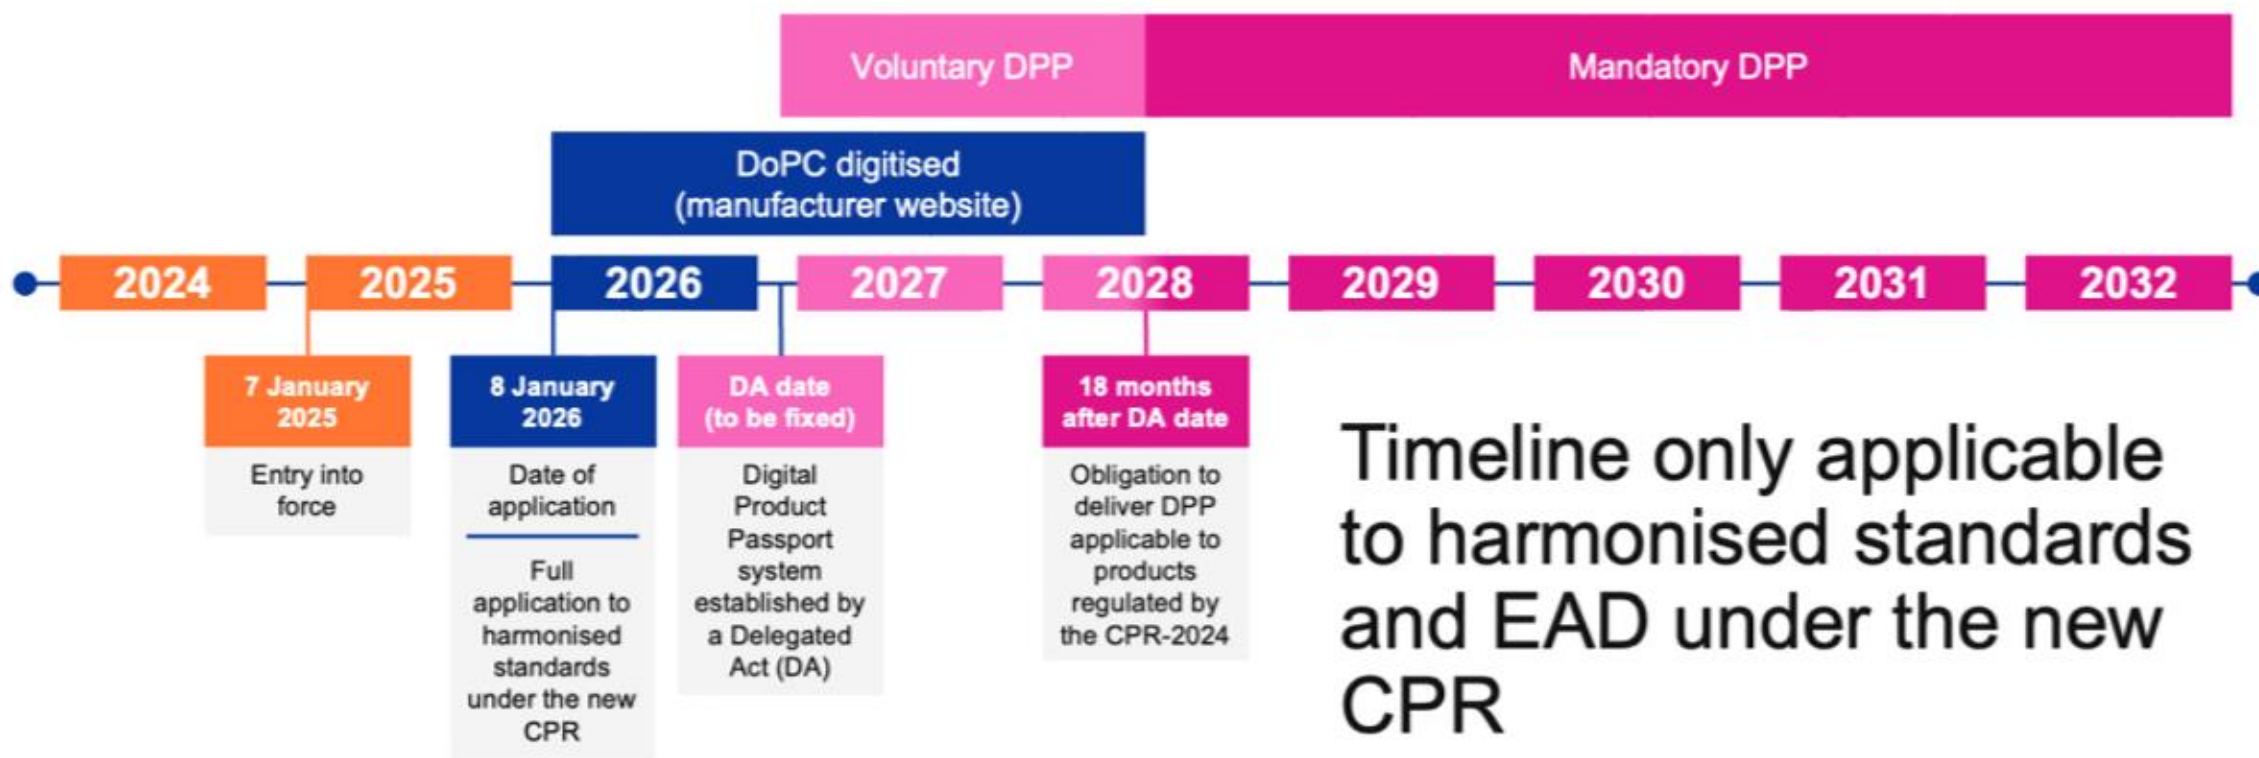 Voluntary DPP
Mandatory DPP
DoPC digitised
(manufacturer website)
2024
2025
2026
2027
2028
2029
2030
2031
2032
7 January
2025
Entry into
force
8 January
2026
Date of
application
Full
application to
harmonised
standards
under the new
CPR
DA date
(to be fixed)
Digital
Product
Passport
system
established by
a Delegated
Act (DA)
18 months
after DA date
Obligation to
deliver DPP
applicable to
products
regulated by
the CPR-2024
Timeline only applicable
to harmonised standards
and EAD under the new
CPR